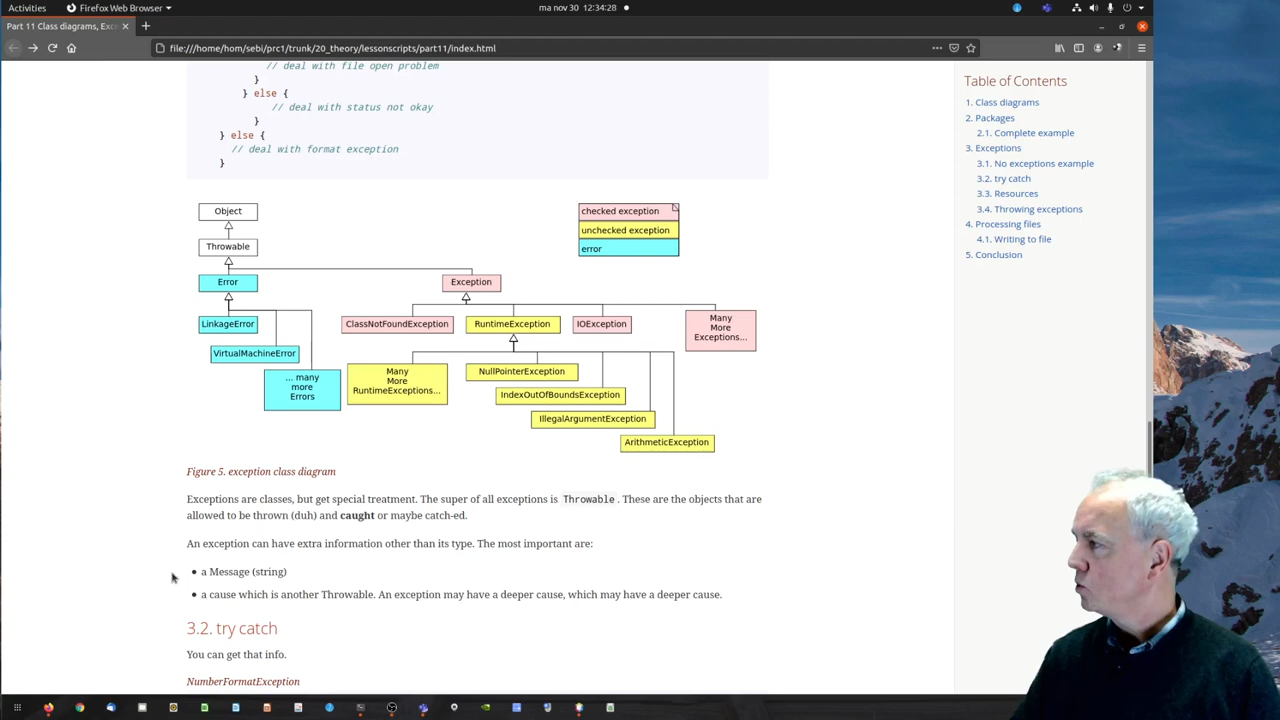 Activities
Firefox Web Browser
ma nov 30 12:34:28
Part 11 Class diagrams, Exc
file:///home/hom/sebi/prc1/trunk/20_theory/lessonscripts/part11/index.html
// deal with file open problem
}
} else {
// deal with status not okay
}
} else {
// deal with format exception
}
Object
Throwable
Error
Exception
checked exception
unchecked exception
error
LinkageError
VirtualMachineError
... many
more
Errors
ClassNotFoundException
RuntimeException
IOException
Many
More
Exceptions...
Many
More
RuntimeExceptions...
NullPointerException
IndexOutOfBoundsException
IllegalArgumentException
ArithmeticException
Figure 5. exception class diagram
Exceptions are classes, but get special treatment. The super of all exceptions is Throwable. These are the objects that are
allowed to be thrown (duh) and caught or maybe catch-ed.
An exception can have extra information other than its type. The most important are:
• a Message (string)
• a cause which is another Throwable. An exception may have a deeper cause, which may have a deeper cause.
3.2. try catch
You can get that info.
NumberFormatException
Table of Contents
1. Class diagrams
2. Packages
2.1. Complete example
3. Exceptions
3.1. No exceptions example
3.2. try catch
3.3. Resources
3.4. Throwing exceptions
4. Processing files
4.1. Writing to file
5. Conclusion